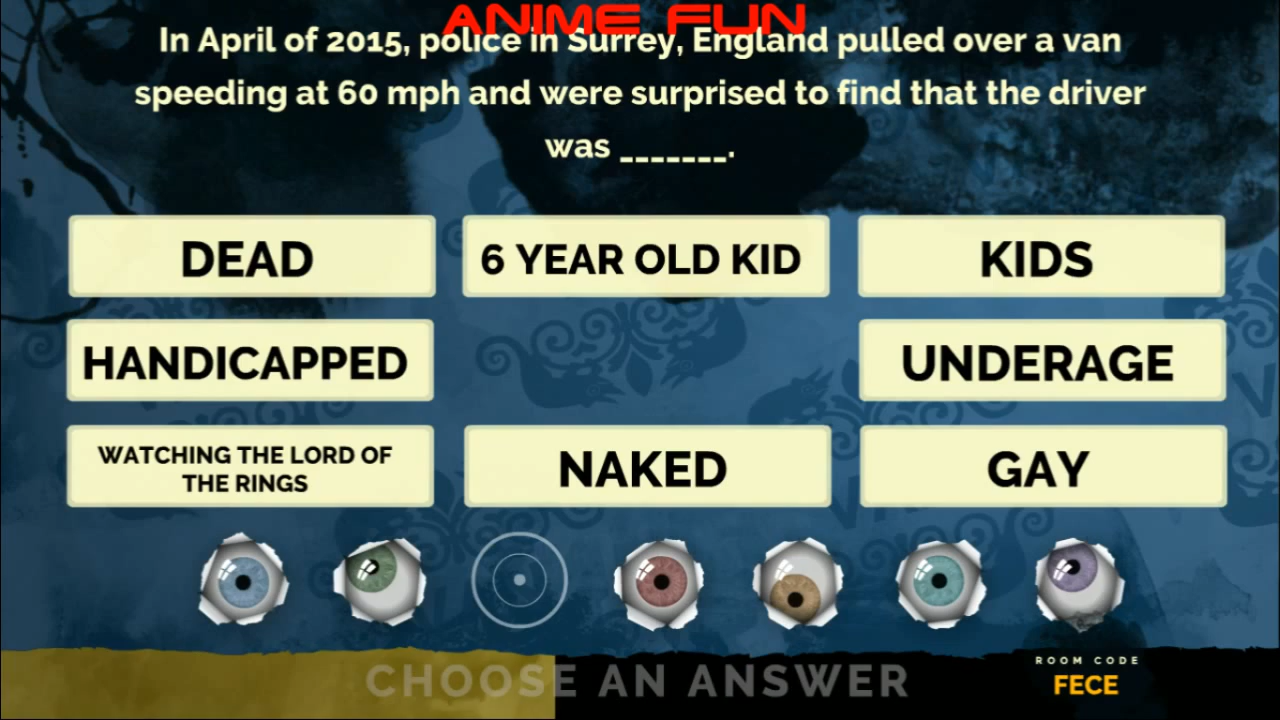 ANIME FUN
In April of 2015, police in Surrey, England pulled over a van
speeding at 60 mph and were surprised to find that the driver
was _______.
DEAD
6 YEAR OLD KID
KIDS
HANDICAPPED
UNDERAGE
WATCHING THE LORD OF
THE RINGS
NAKED
GAY
CHOOSE AN ANSWER
ROOM CODE
FECE